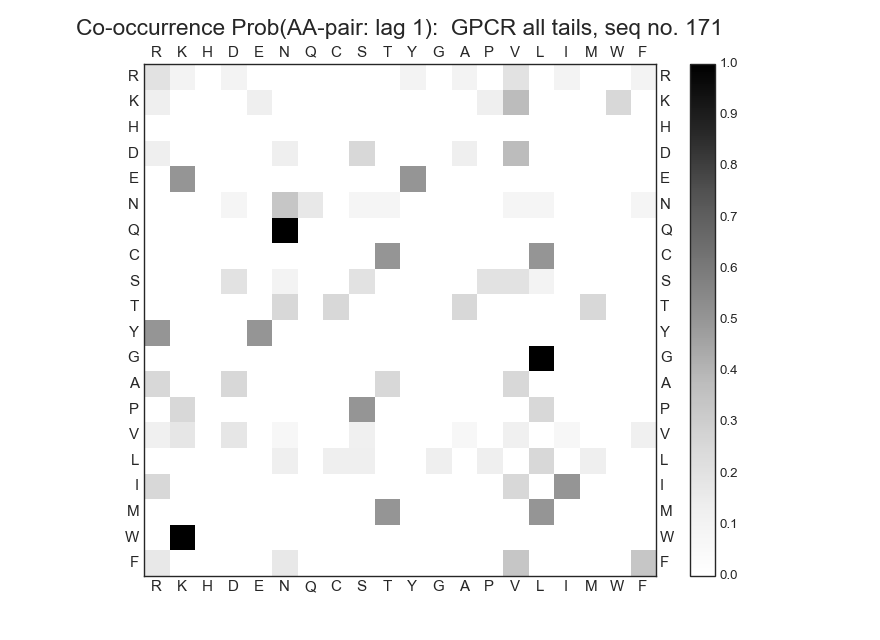 Co-occurrence Prob(AA-pair: lag 1):  GPCR all tails, seq no. 171
R K H D E N Q C S T Y G A P V L I M W F
R R 1.0
K K 0.9
H H
D D 0.8
E E 0.7
N N
Q Q 0.6
C C
S S
T T 0.5
Y Y
G G
A A 0.4
P P 0.3
V V
L L 0.2
I I
M M 0.1
W W
F F 0.0
R K H D E N Q C S T Y G A P V L I M W F